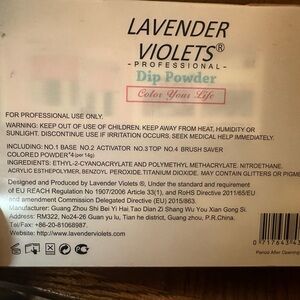 LAVENDER
VIOLETS®
-PROFESSIONAL-
Dip Powder
Color Your Life
FOR PROFESSIONAL USE ONLY.
WARNING: KEEP OUT OF USE OF CHILDREN. KEEP AWAY FROM HEAT, HUMIDITY OR
SUNLIGHT. DISCONTINUE USE IF IRRITATION OCCURS. SEEK MEDICAL HELP IMMEDIATELY.
INCLUDING: NO.1 BASE NO.2 ACTIVATOR NO.3 TOP NO.4 BRUSH SAVER
COLORED POWDER*4 (per 14g)
INGREDIENTS: ETHYL-2-CYANOACRYLATE AND POLYMETHY METHACRYLATE. NITROETHANE,
ACRYLIC ESTHEPOLYMER, BENZOYL PEROXIDE, TITANIUM DIOXIDE. MAY CONTAIN GLITTERS OR PIGM
Designed and Produced by Lavender Violets ®, Under the standard and requirement
of EU REACH Regulation No 1907/2006 Article 33(1), and RoHS Directive 2011/65/EU
and amendment Commission Delegated Directive (EU) 2015/863.
Manufactor: Guang Zhou Shi Bei Yi Hai Tao Dian Zi Shang Wu You Xian Gong Si.
Address: RM322, No24-26 Guan yu lu, Tian he district, Guang zhou, P.R.China.
Tel/Fax: +86-20-81068987.
Website: http://www.lavenderviolets.com
Period After Opening